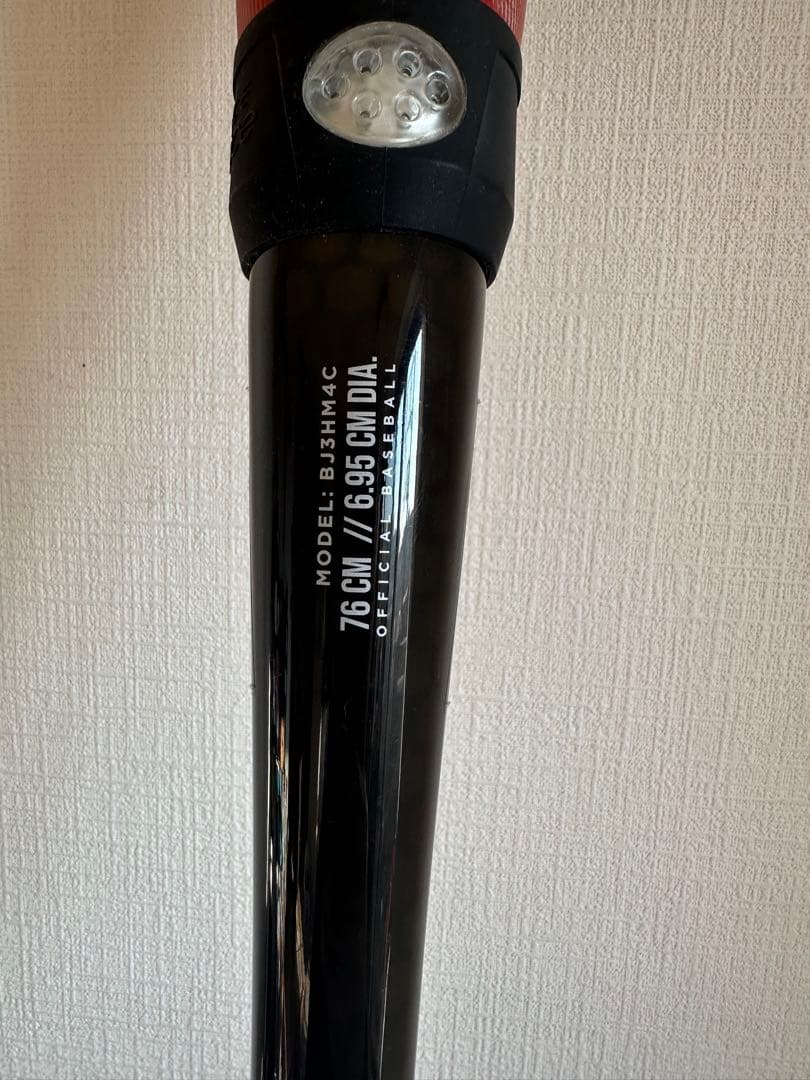 MODEL: BJ3HM4C
76 CM // 6.95 CM DIA.
OFFICIAL BASEBALL